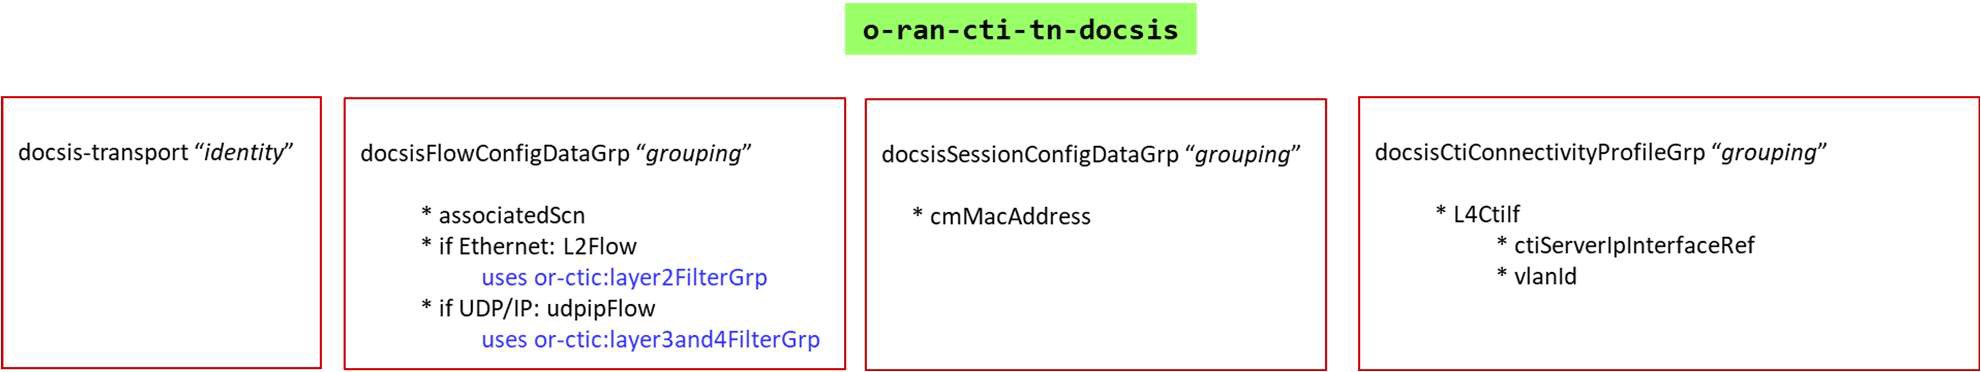 o-ran-cti-tn-docsis
docsis-transport “identity”
docsisFlowConfigDataGrp “grouping”
* associatedScn
* if Ethernet: L2Flow
uses or-ctic:layer2FilterGrp
* if UDP/IP: udpipFlow
uses or-ctic:layer3and4FilterGrp
docsisSessionConfigDataGrp “grouping”
* cmMacAddress
docsisCtiConnectivityProfileGrp “grouping”
* L4CtiIf
* ctiServerIpInterfaceRef
* vlanId